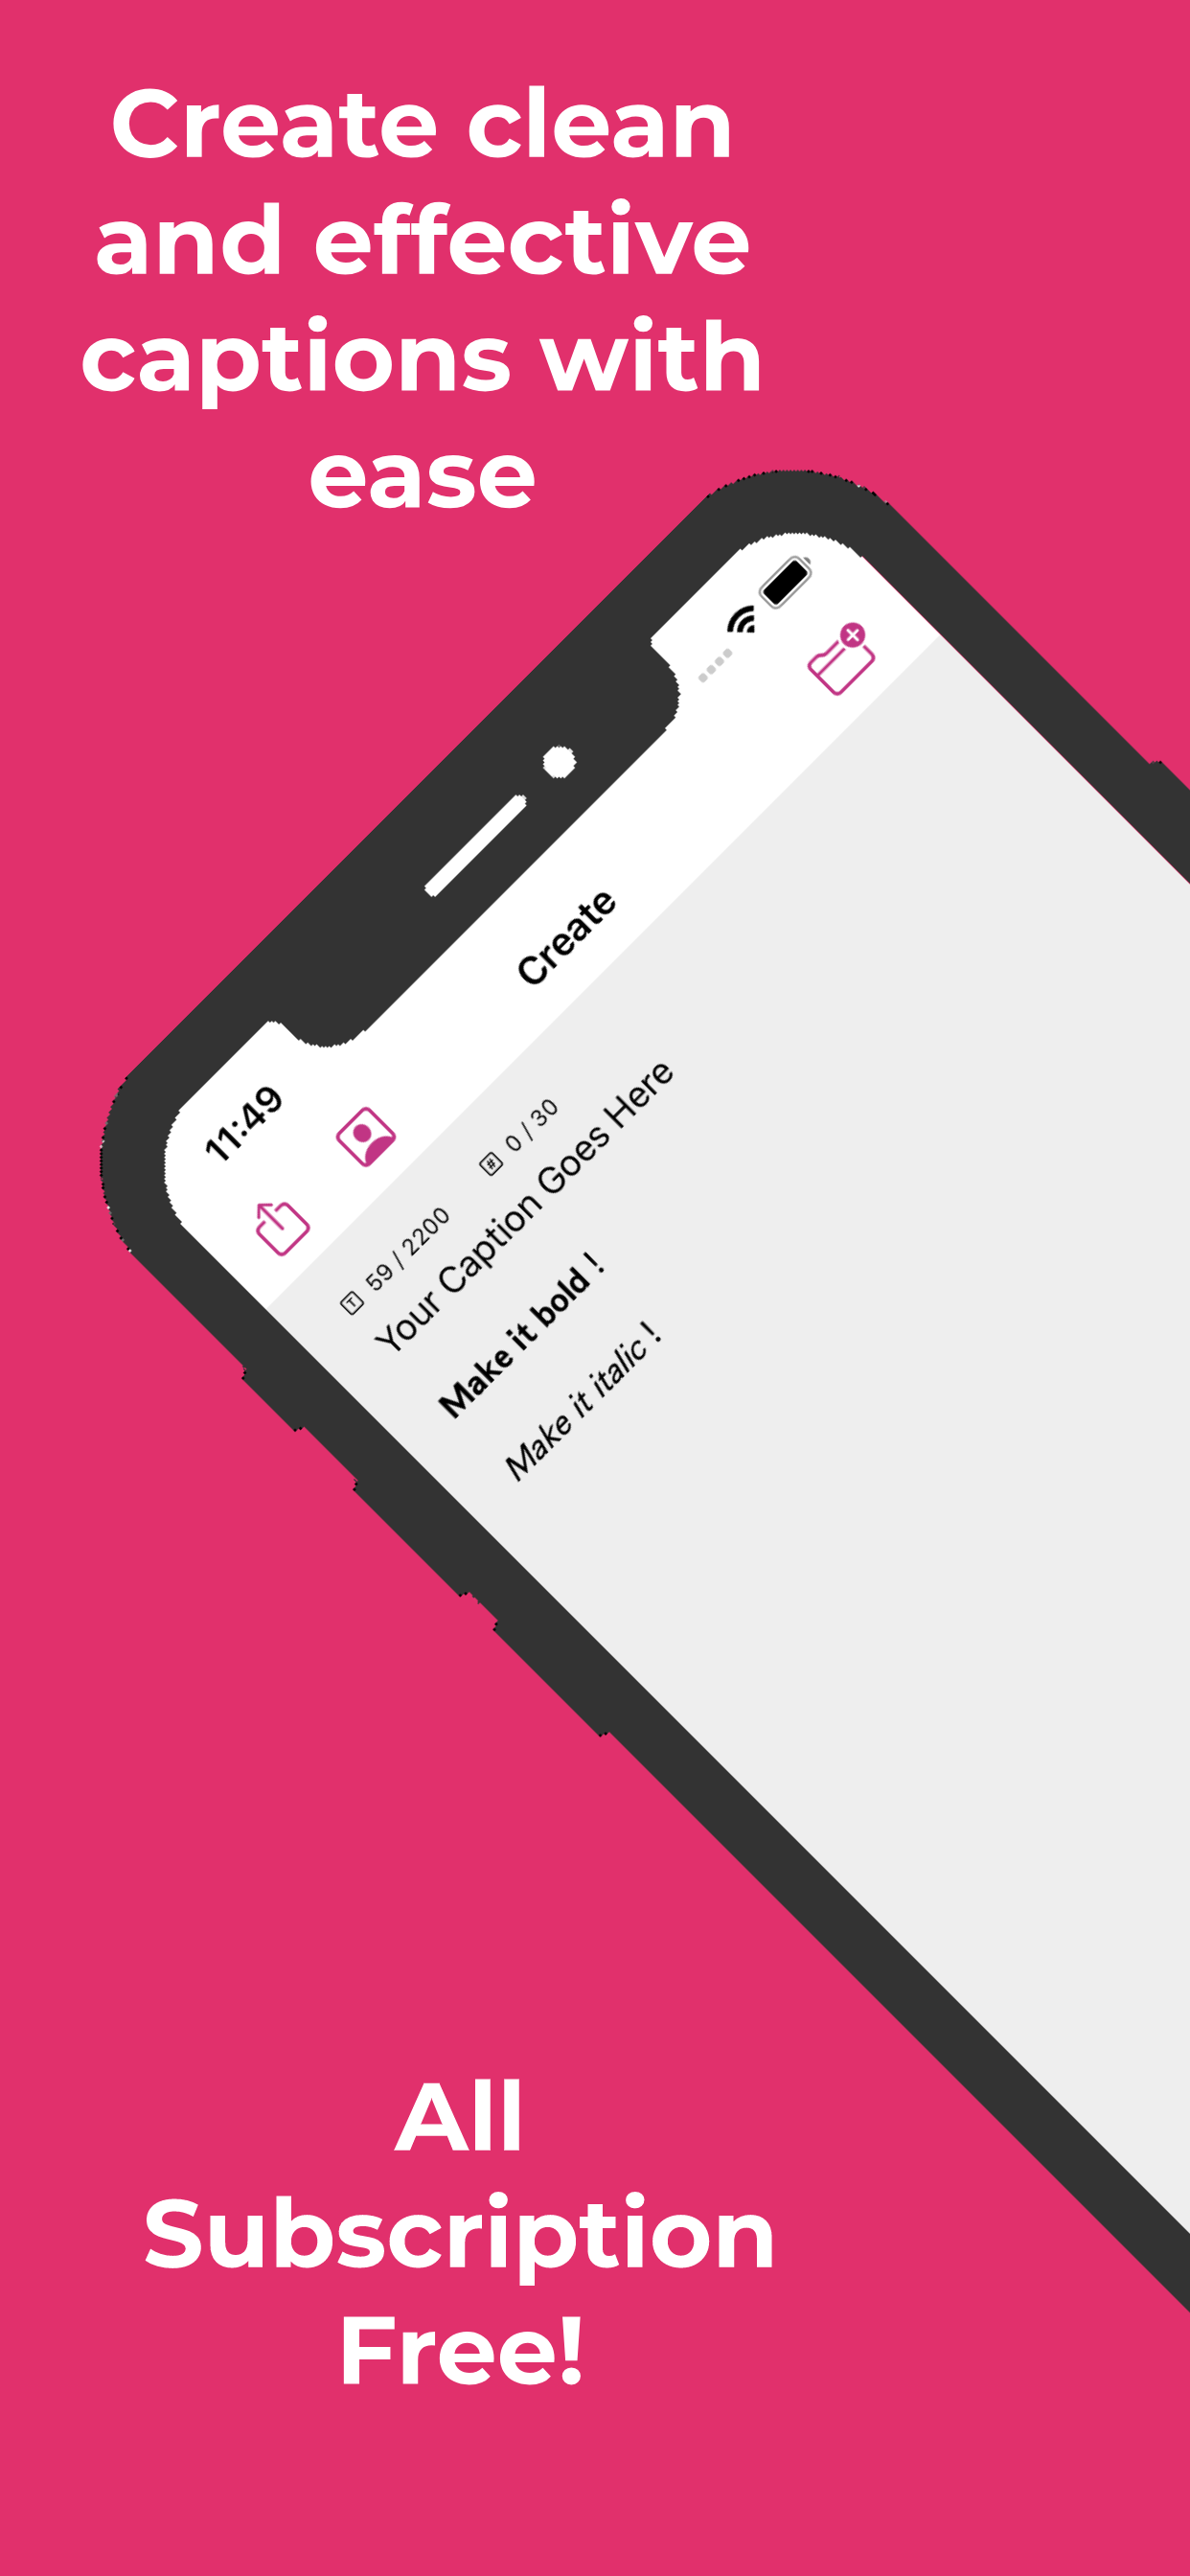 Create clean
and effective
captions with
ease
11:49
Create
T 59 / 2200 # 0 / 30
Your Caption Goes Here
Make it bold !
Make it italic !
All
Subscription
Free!